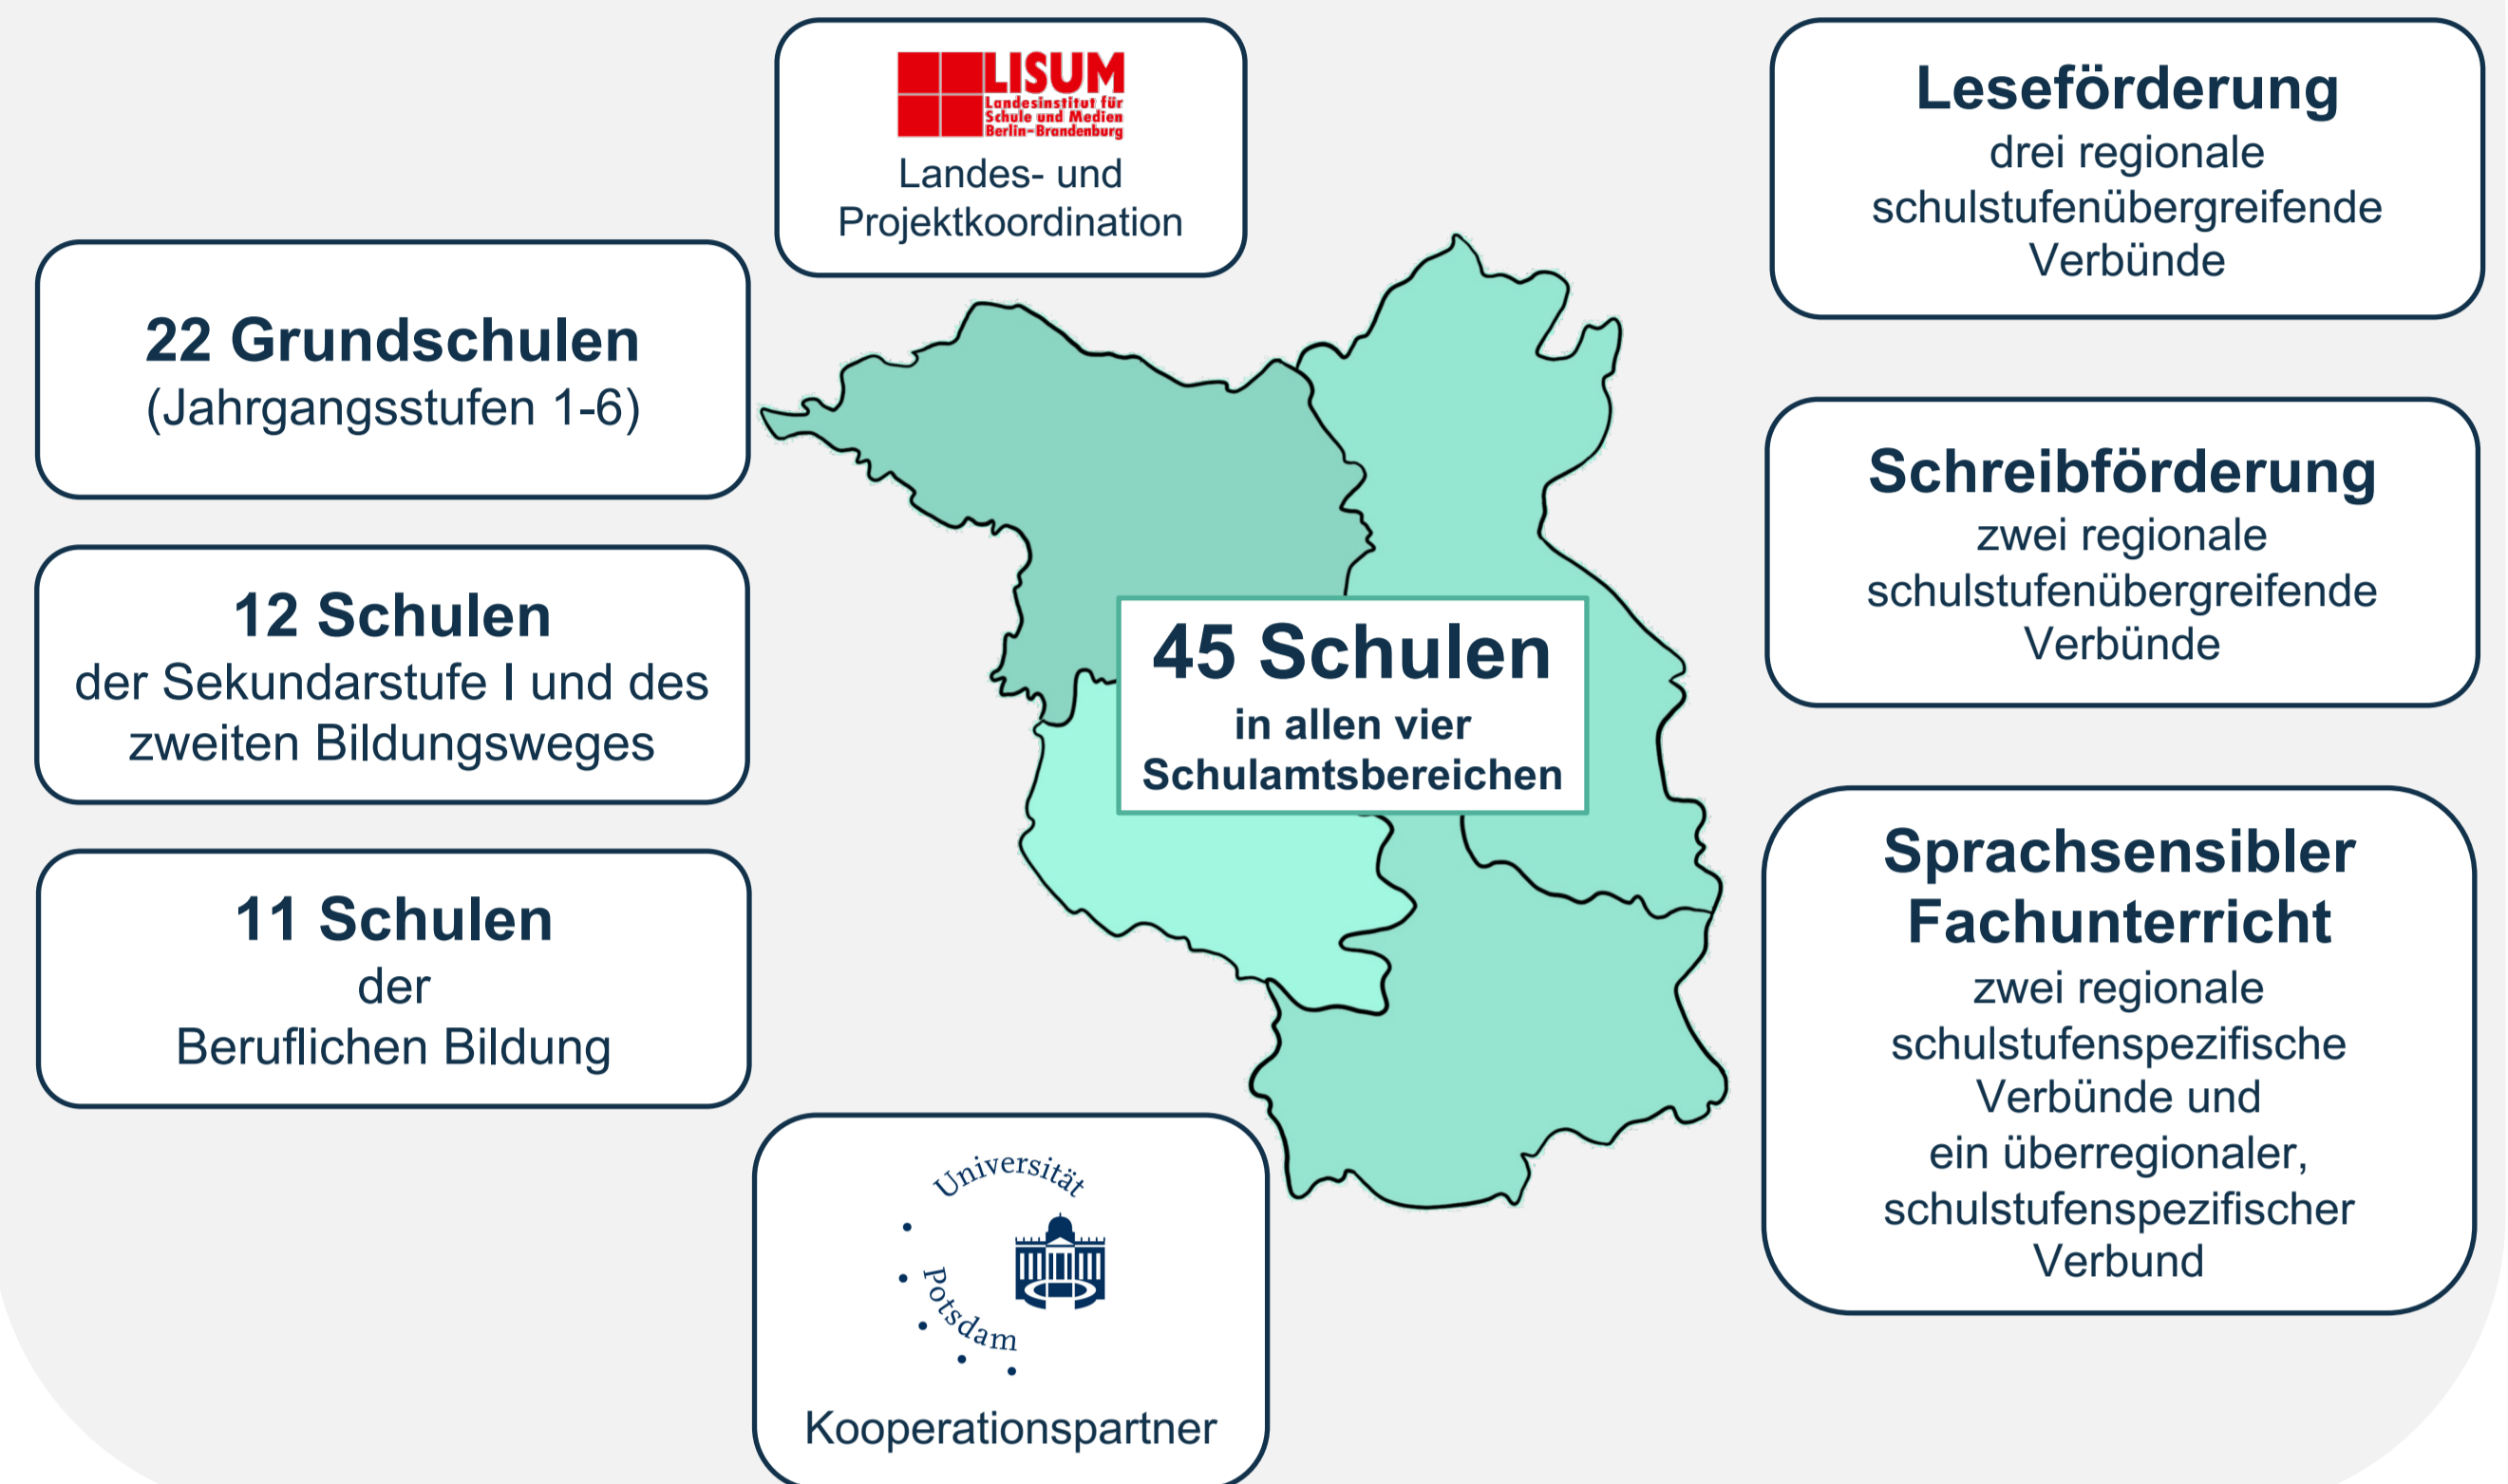 LISUM
Landesinstitut für
Schule und Medien
Berlin-Brandenburg
Landes- und
Projektkoordination
22 Grundschulen
(Jahrgangsstufen 1-6)
12 Schulen
der Sekundarstufe I und des
zweiten Bildungsweges
11 Schulen
der
Beruflichen Bildung
45 Schulen
in allen vier
Schulamtsbereichen
Universität
Potsdam
Kooperationspartner
Leseförderung
drei regionale
schulstufenübergreifende
Verbünde
Schreibförderung
zwei regionale
schulstufenübergreifende
Verbünde
Sprachsensibler
Fachunterricht
zwei regionale
schulstufenspezifische
Verbünde und
ein überregionaler,
schulstufenspezifischer
Verbund